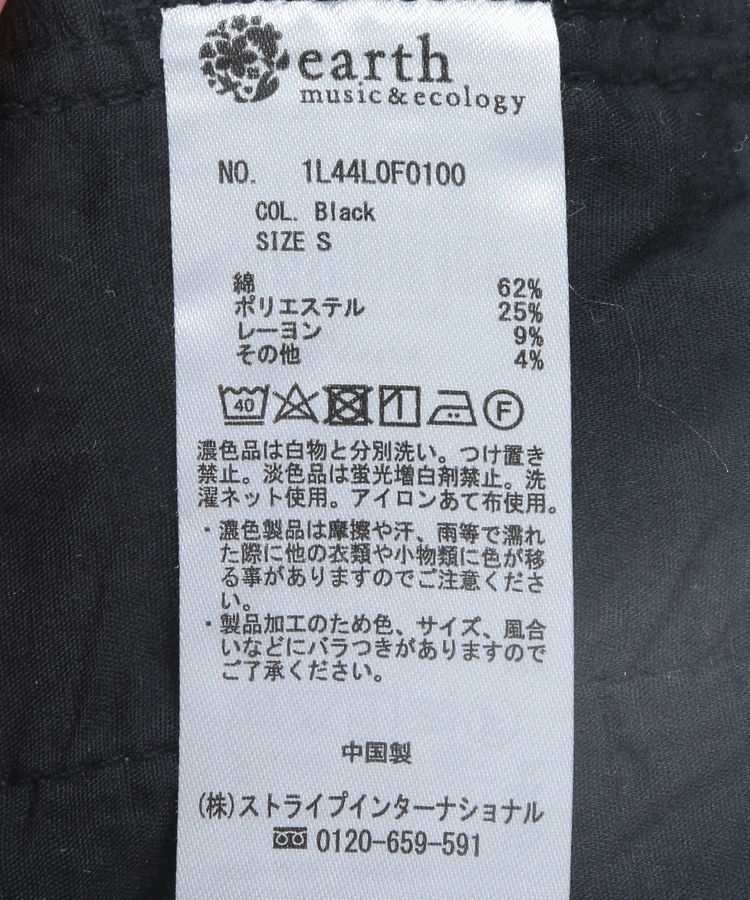 earth
music&ecology
NO. 1L44L0F0100
COL. Black
SIZE S
綿 62%
ポリエステル 25%
レーヨン 9%
その他 4%
40
F
濃色品は白物と分別洗い。つけ置き
禁止。淡色品は蛍光増白剤禁止。洗
濯ネット使用。アイロンあて布使用。
・濃色製品は摩擦や汗、雨等で濡れ
た際に他の衣類や小物類に色が移
る事がありますのでご注意くださ
い。
・製品加工のため色、サイズ、風合
いなどにバラつきがありますので
ご了承ください。
中国製
(株)ストライプインターナショナル
0120-659-591